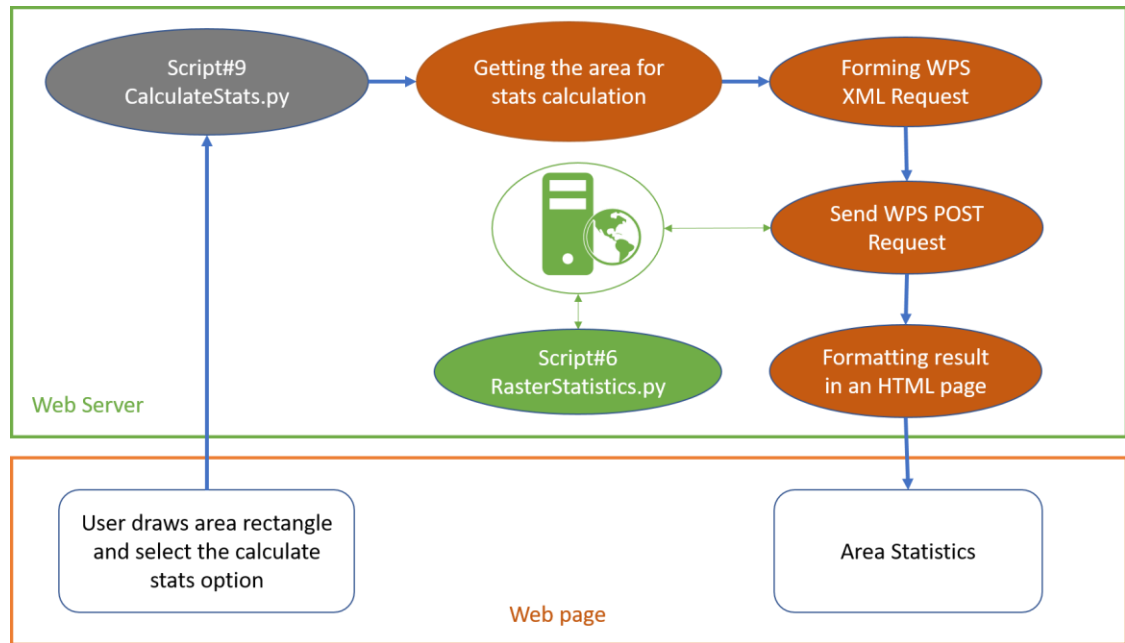 Script#9
CalculateStats.py
Getting the area for
stats calculation
Forming WPS
XML Request
Send WPS POST
Request
Script#6
RasterStatistics.py
Formatting result
in an HTML page
Web Server
User draws area rectangle
and select the calculate
stats option
Area Statistics
Web page